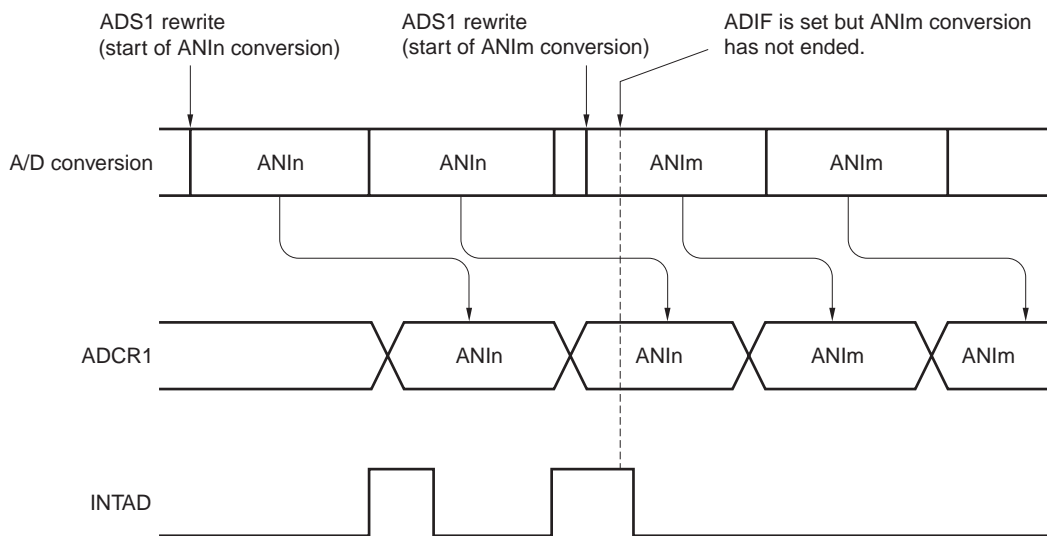 ADS1 rewrite
(start of ANIn conversion)
ADS1 rewrite
(start of ANIm conversion)
ADIF is set but ANIm conversion
has not ended.
A/D conversion
ANIn
ANIn
ANIm
ANIm
ADCR1
ANIn
ANIn
ANIm
ANIm
INTAD